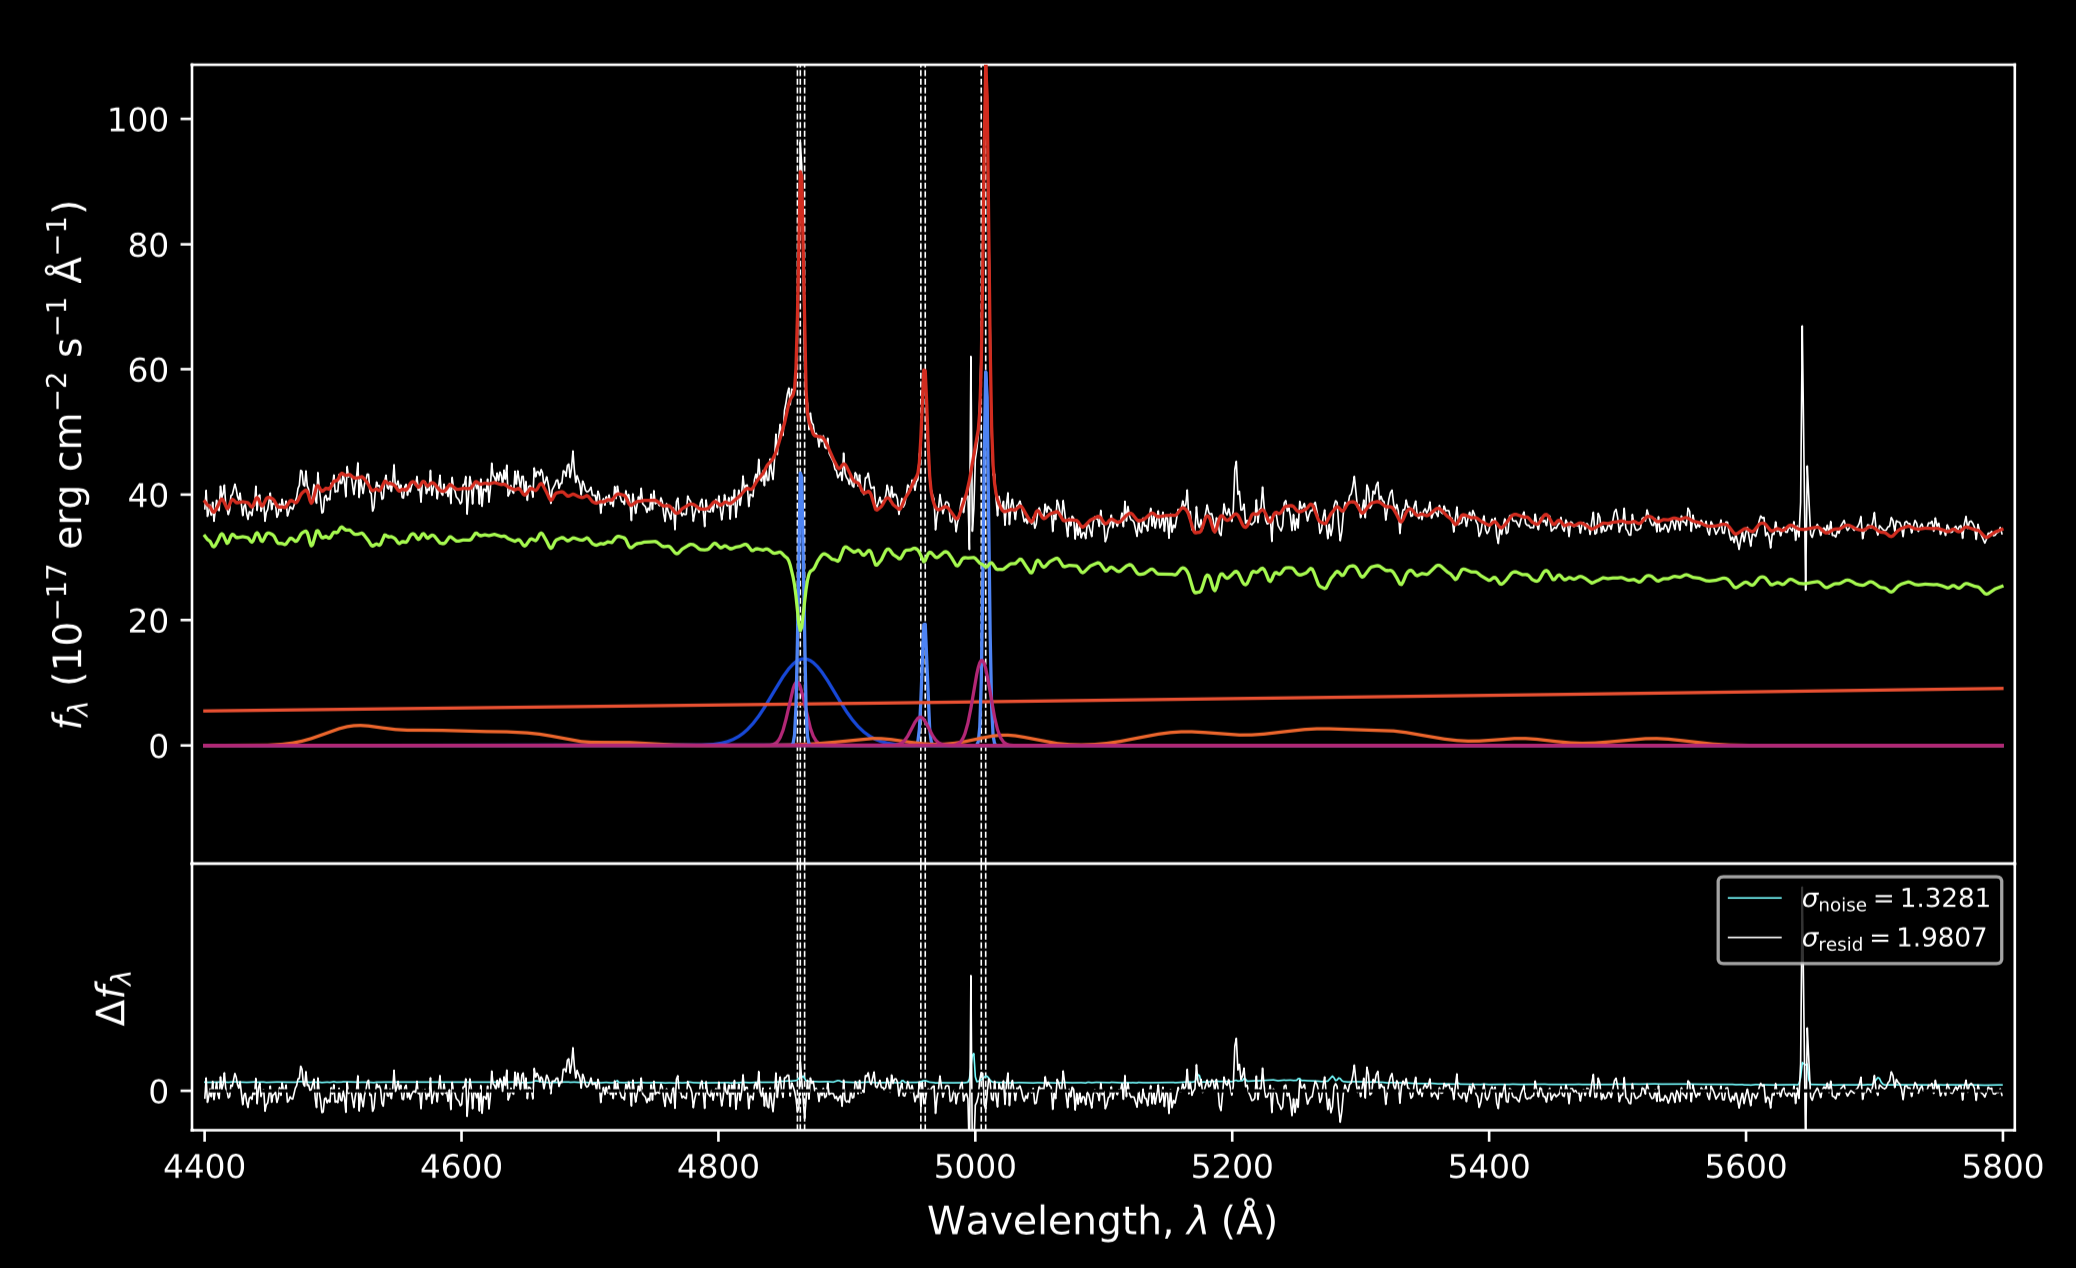 100
80
60
40
20
0
fλ (10⁻¹⁷ erg cm⁻² s⁻¹ Å⁻¹)
σnoise = 1.3281
σresid = 1.9807
0
Δfλ
4400 4600 4800 5000 5200 5400 5600 5800
Wavelength, λ (Å)